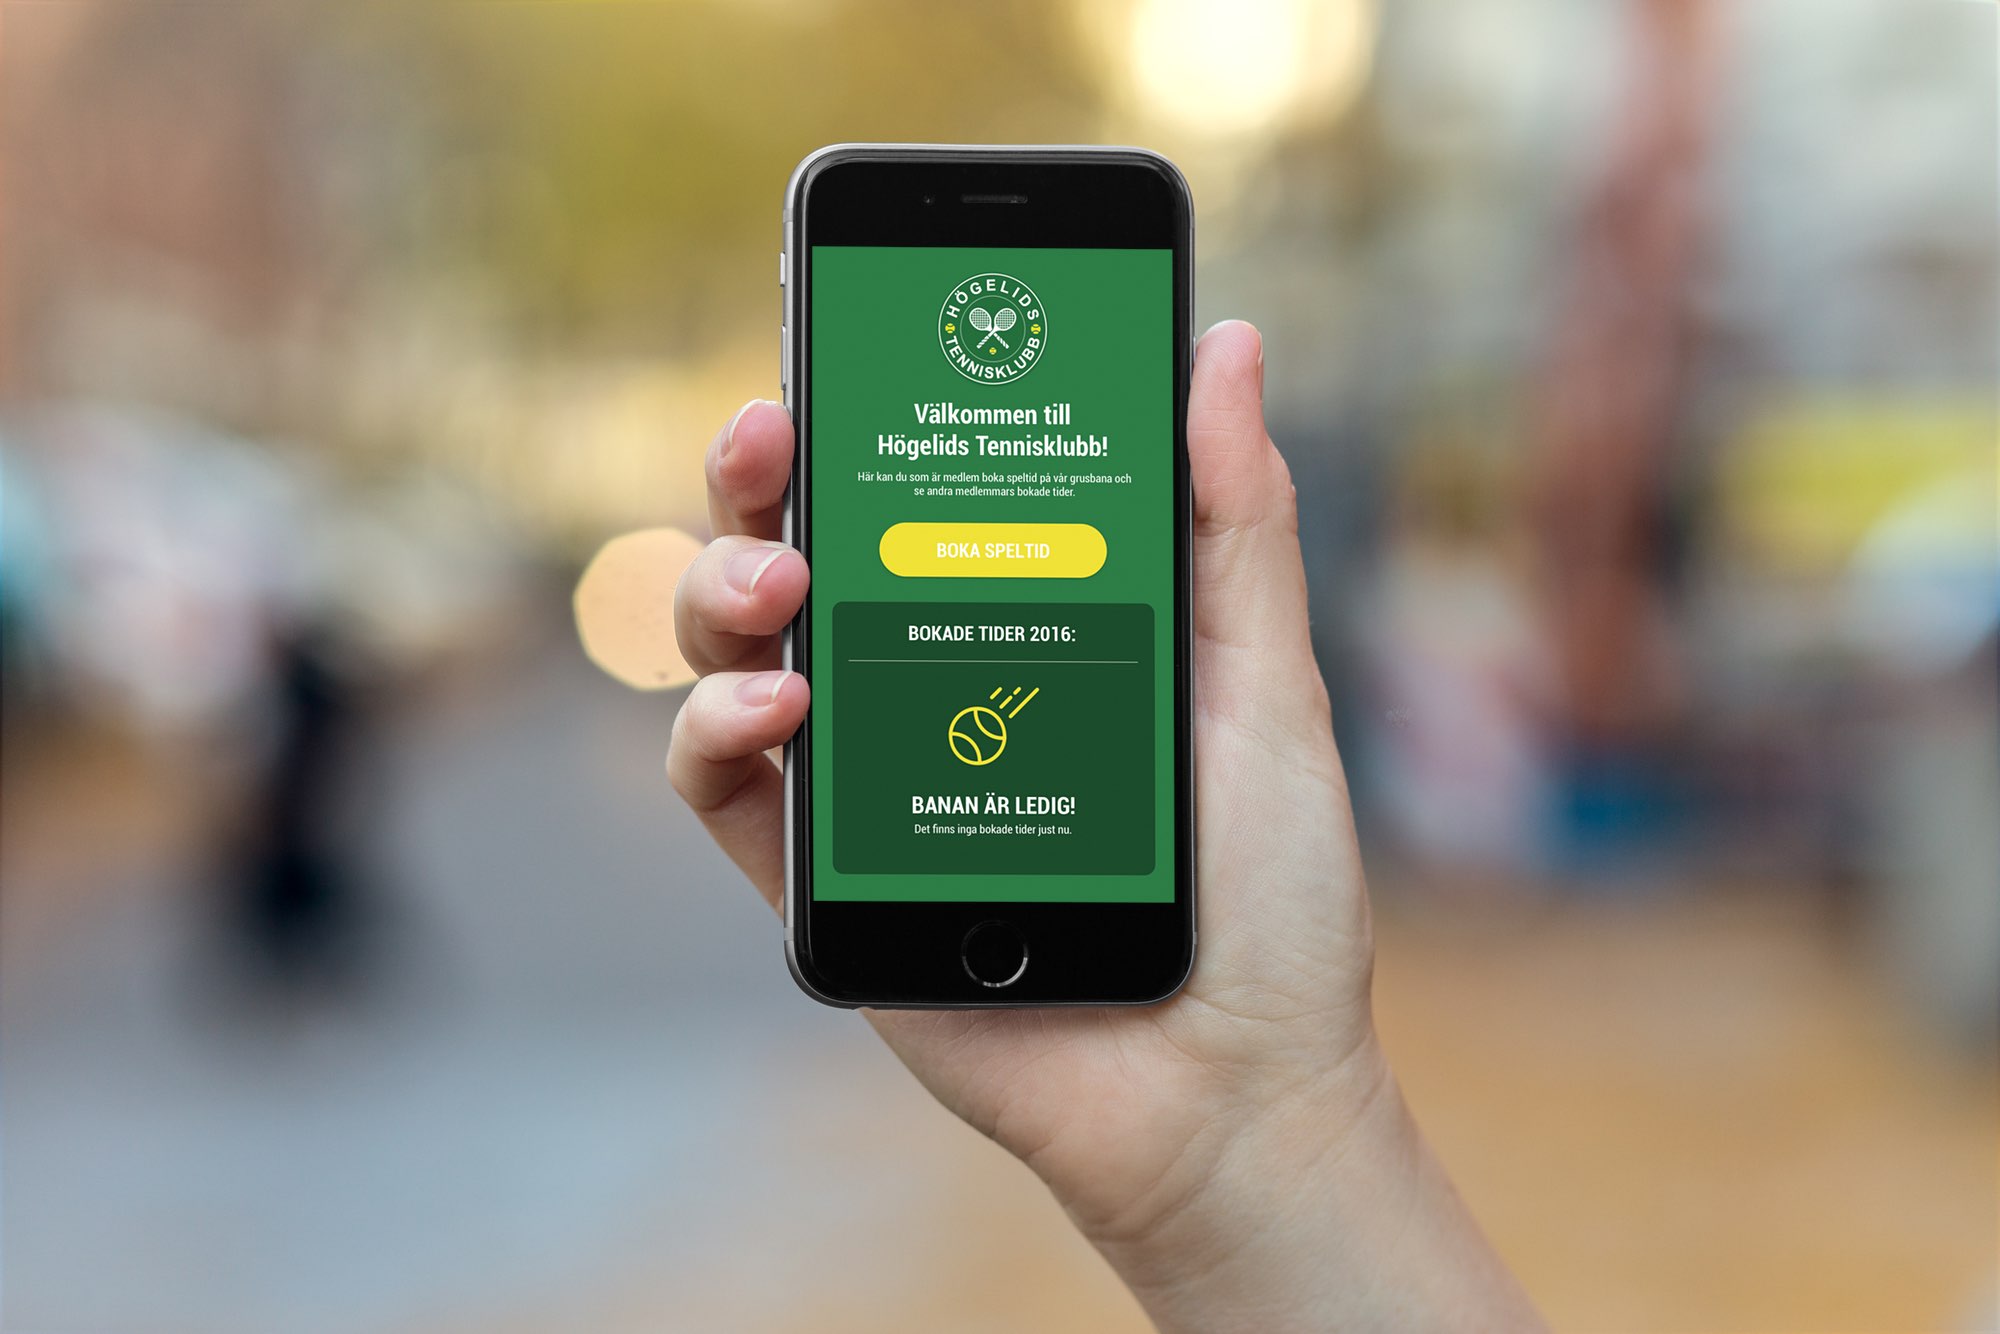 HÖGELIDS
TENNISKLUBB
Välkommen till
Högelids Tennisklubb!
Här kan du som är medlem boka speltid på vår grusbana och
se andra medlemmars bokade tider.
BOKA SPELTID
BOKADE TIDER 2016:
BANAN ÄR LEDIG!
Det finns inga bokade tider just nu.